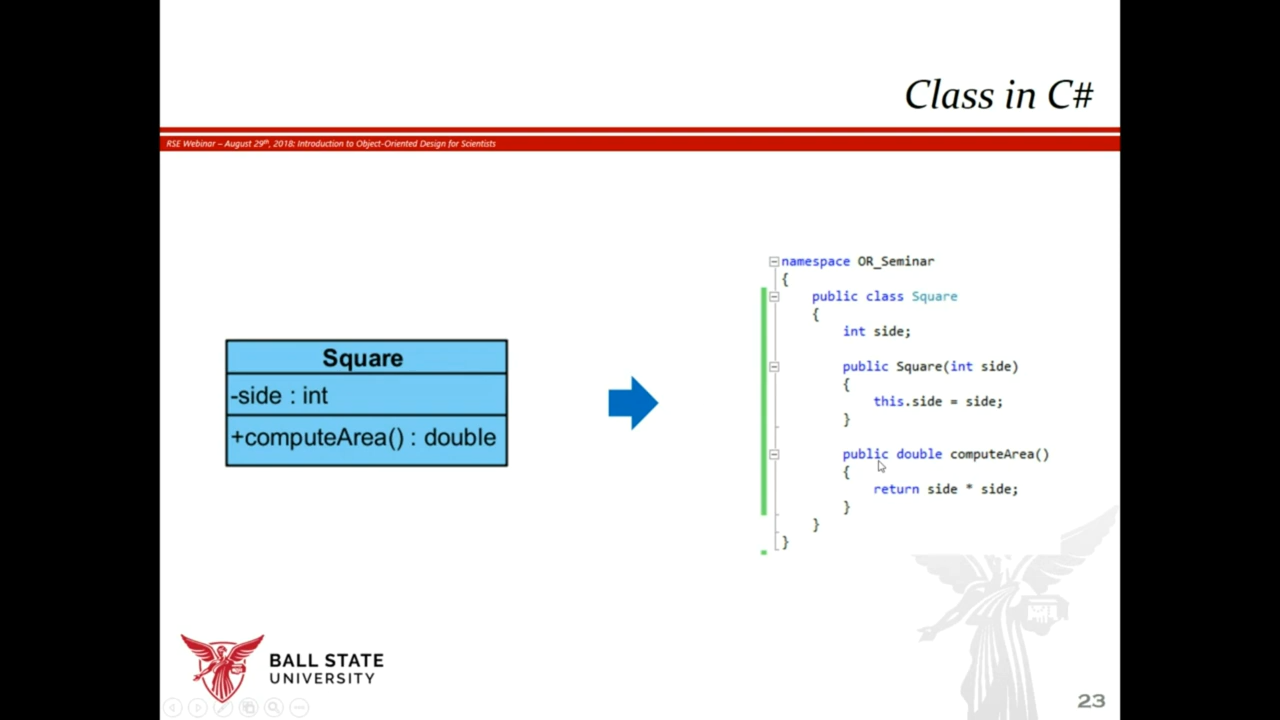 Class in C#
RSE Webinar – August 29th, 2018: Introduction to Object-Oriented Design for Scientists
Square
-side : int
+computeArea() : double
namespace OR_Seminar
{
public class Square
{
int side;
public Square(int side)
{
this.side = side;
}
public double computeArea()
{
return side * side;
}
}
}
BALL STATE
UNIVERSITY
23